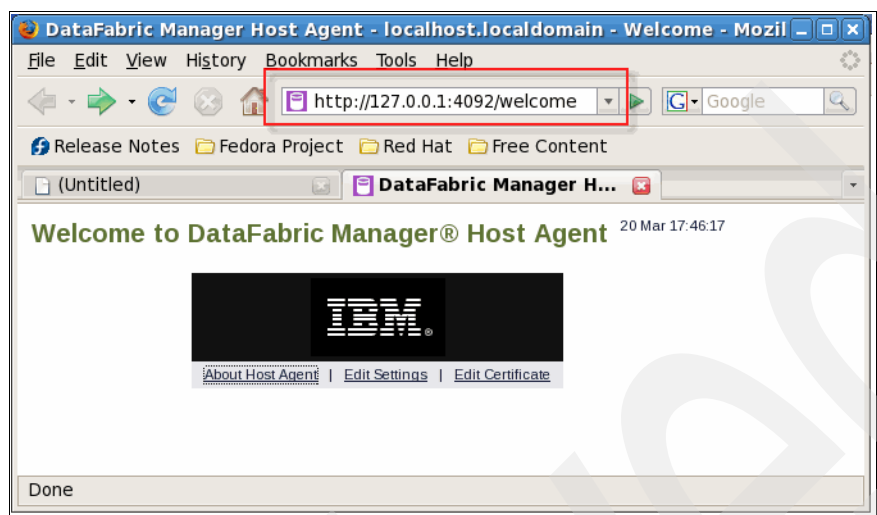 DataFabric Manager Host Agent - localhost.localdomain - Welcome - Mozil
File Edit View History Bookmarks Tools Help
http://127.0.0.1:4092/welcome G Google
Release Notes Fedora Project Red Hat Free Content
(Untitled) DataFabric Manager H...
Welcome to DataFabric Manager® Host Agent 20 Mar 17:46:17
IBM®
About Host Agent | Edit Settings | Edit Certificate
Done